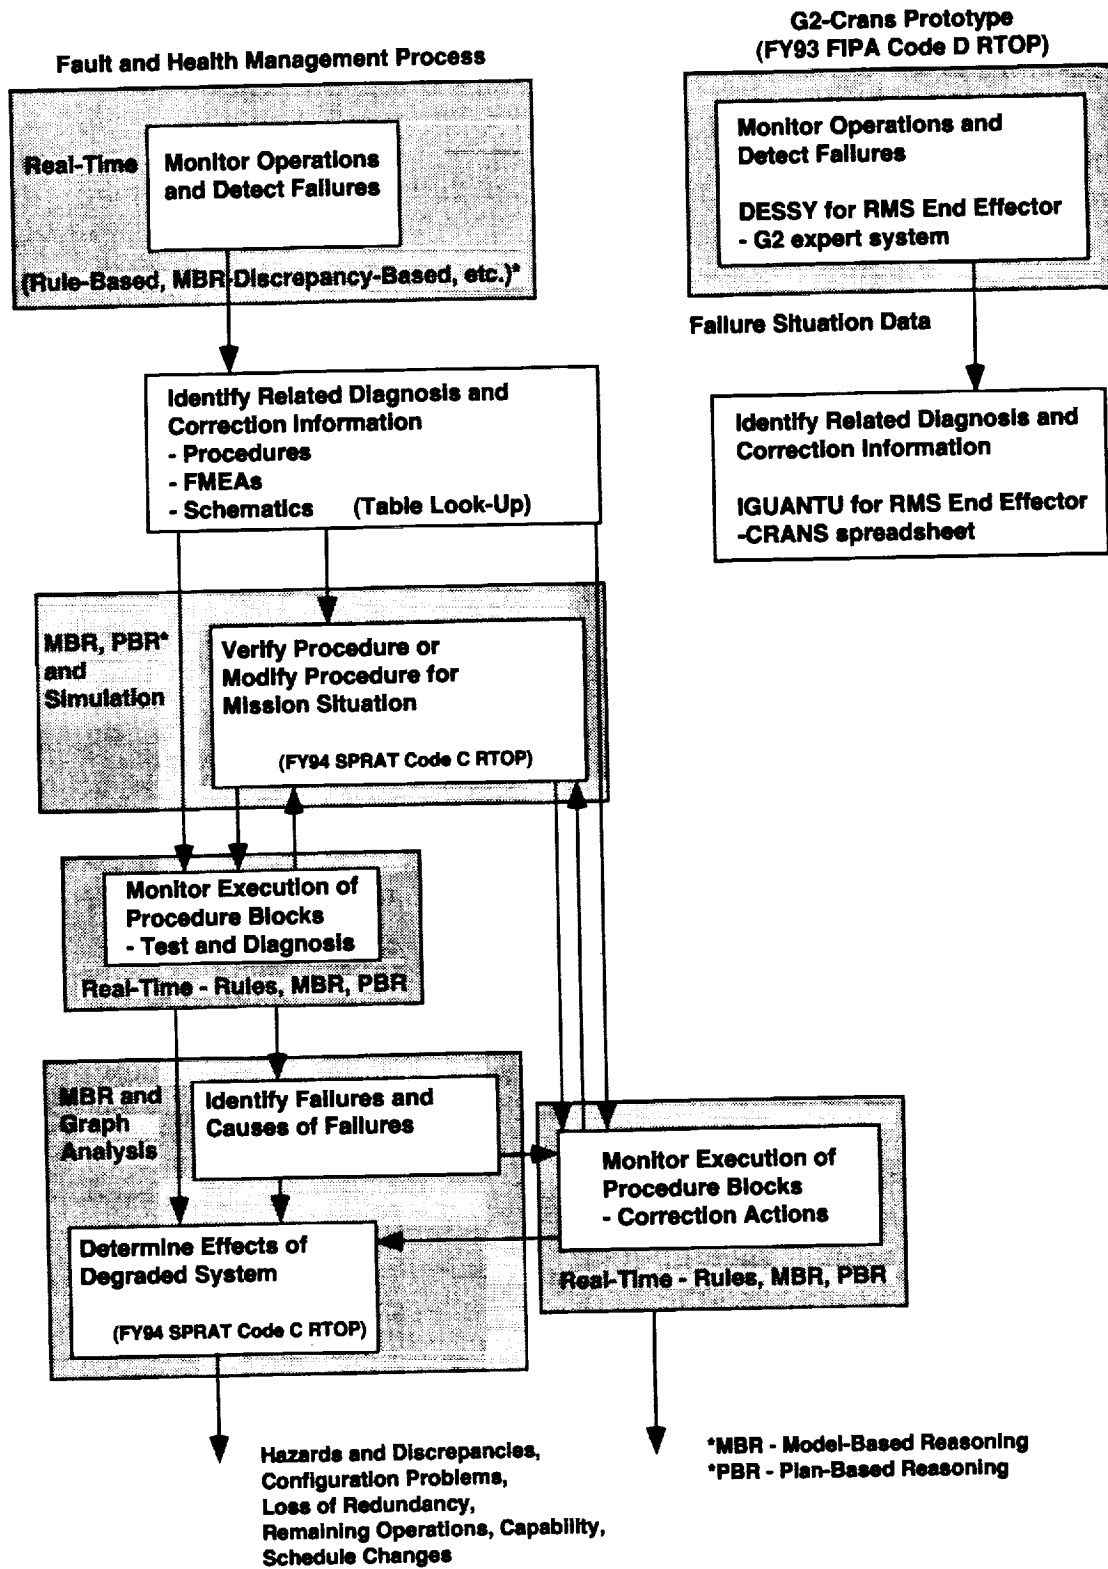 Fault and Health Management Process
Real-Time
Monitor Operations
and Detect Failures
(Rule-Based, MBR-Discrepancy-Based, etc.)*
Identify Related Diagnosis and
Correction Information
- Procedures
- FMEAs
- Schematics (Table Look-Up)
MBR, PBR*
and
Simulation
Verify Procedure or
Modify Procedure for
Mission Situation
(FY94 SPRAT Code C RTOP)
Monitor Execution of
Procedure Blocks
- Test and Diagnosis
Real-Time - Rules, MBR, PBR
MBR and
Graph
Analysis
Identify Failures and
Causes of Failures
Monitor Execution of
Procedure Blocks
- Correction Actions
Real-Time - Rules, MBR, PBR
Determine Effects of
Degraded System
(FY94 SPRAT Code C RTOP)
Hazards and Discrepancies,
Configuration Problems,
Loss of Redundancy,
Remaining Operations, Capability,
Schedule Changes
G2-Crans Prototype
(FY93 FIPA Code D RTOP)
Monitor Operations and
Detect Failures
DESSY for RMS End Effector
- G2 expert system
Failure Situation Data
Identify Related Diagnosis and
Correction Information
IGUANTU for RMS End Effector
-CRANS spreadsheet
*MBR - Model-Based Reasoning
*PBR - Plan-Based Reasoning